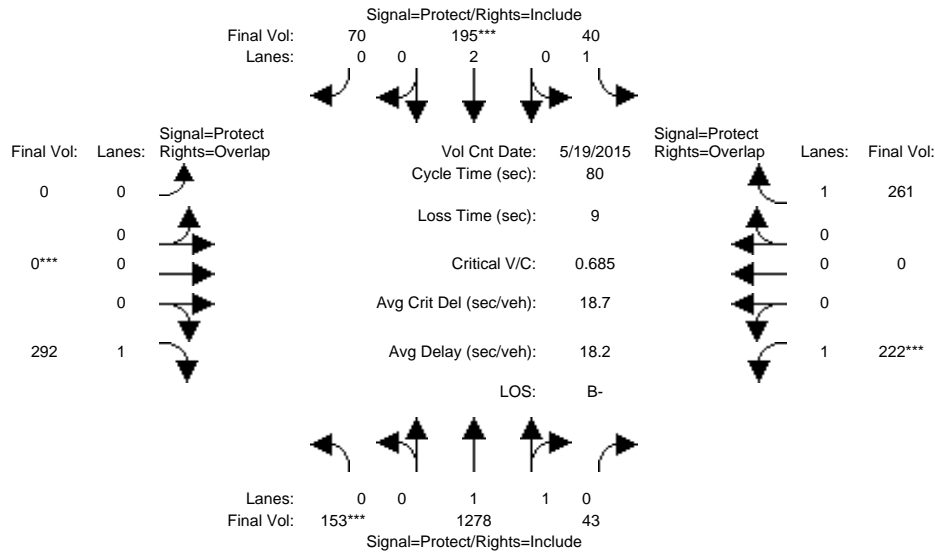 Signal=Protect/Rights=Include
Final Vol: 70 195*** 40
Lanes: 0 0 2 0 1
Signal=Protect
Final Vol: Lanes: Rights=Overlap
Vol Cnt Date: 5/19/2015
Signal=Protect
Rights=Overlap Lanes: Final Vol:
Cycle Time (sec): 80
0 0
1 261
Loss Time (sec): 9
0
0
0*** 0
Critical V/C: 0.685
0 0
0
Avg Crit Del (sec/veh): 18.7
0
292 1
Avg Delay (sec/veh): 18.2
1 222***
LOS: B-
Lanes: 0 0 1 1 0
Final Vol: 153*** 1278 43
Signal=Protect/Rights=Include